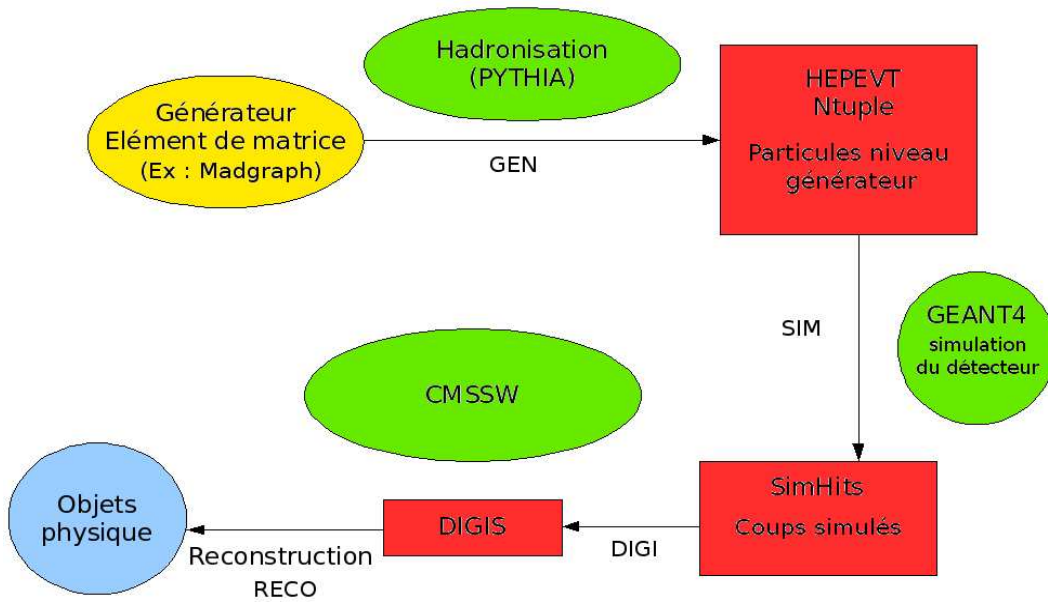 Hadronisation
(PYTHIA)
Générateur
Elément de matrice
(Ex : Madgraph)
GEN
HEPEVT
Ntuple
Particules niveau
générateur
SIM
GEANT4
simulation
du détecteur
CMSSW
SimHits
Coups simulés
DIGI
DIGIS
Reconstruction
RECO
Objets
physique